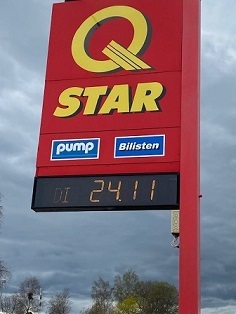 Q
STAR
pump Bilisten
DI 24.11